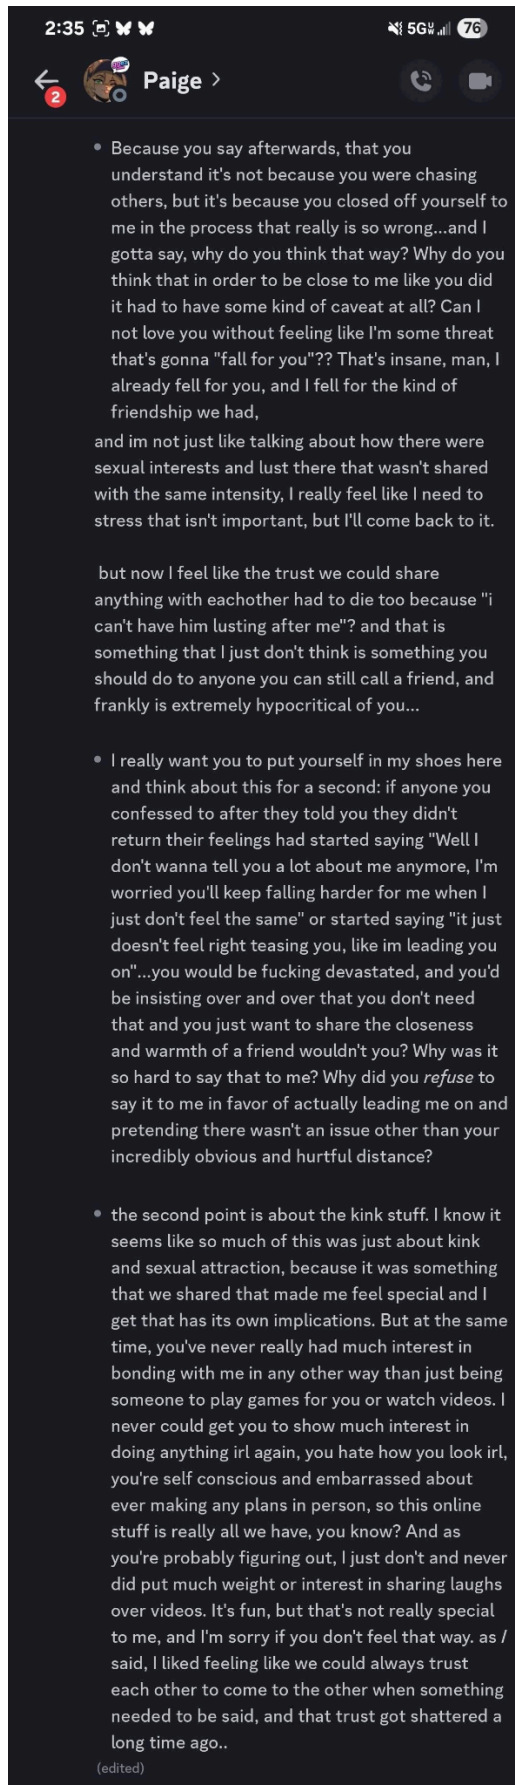 2:35
5G 76
2
Paige >
• Because you say afterwards, that you
understand it's not because you were chasing
others, but it's because you closed off yourself to
me in the process that really is so wrong...and I
gotta say, why do you think that way? Why do you
think that in order to be close to me like you did
it had to have some kind of caveat at all? Can I
not love you without feeling like I'm some threat
that's gonna "fall for you"?? That's insane, man, I
already fell for you, and I fell for the kind of
friendship we had,
and im not just like talking about how there were
sexual interests and lust there that wasn't shared
with the same intensity, I really feel like I need to
stress that isn't important, but I'll come back to it.
but now I feel like the trust we could share
anything with eachother had to die too because "i
can't have him lusting after me"? and that is
something that I just don't think is something you
should do to anyone you can still call a friend, and
frankly is extremely hypocritical of you...
• I really want you to put yourself in my shoes here
and think about this for a second: if anyone you
confessed to after they told you they didn't
return their feelings had started saying "Well I
don't wanna tell you a lot about me anymore, I'm
worried you'll keep falling harder for me when I
just don't feel the same" or started saying "it just
doesn't feel right teasing you, like im leading you
on"...you would be fucking devastated, and you'd
be insisting over and over that you don't need
that and you just want to share the closeness
and warmth of a friend wouldn't you? Why was it
so hard to say that to me? Why did you refuse to
say it to me in favor of actually leading me on and
pretending there wasn't an issue other than your
incredibly obvious and hurtful distance?
• the second point is about the kink stuff. I know it
seems like so much of this was just about kink
and sexual attraction, because it was something
that we shared that made me feel special and I
get that has its own implications. But at the same
time, you've never really had much interest in
bonding with me in any other way than just being
someone to play games for you or watch videos. I
never could get you to show much interest in
doing anything irl again, you hate how you look irl,
you're self conscious and embarrassed about
ever making any plans in person, so this online
stuff is really all we have, you know? And as
you're probably figuring out, I just don't and never
did put much weight or interest in sharing laughs
over videos. It's fun, but that's not really special
to me, and I'm sorry if you don't feel that way. as I
said, I liked feeling like we could always trust
each other to come to the other when something
needed to be said, and that trust got shattered a
long time ago..
(edited)